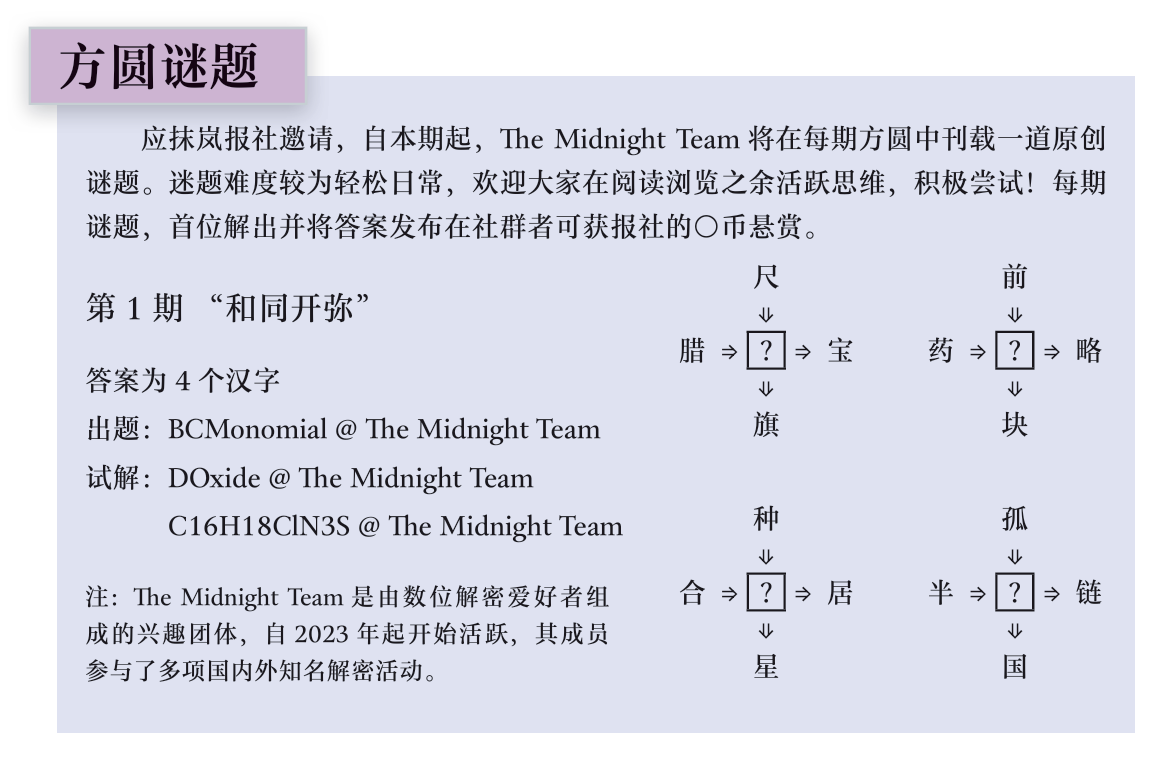 方圆谜题
应抹岚报社邀请，自本期起，The Midnight Team 将在每期方圆中刊载一道原创
谜题。迷题难度较为轻松日常，欢迎大家在阅读浏览之余活跃思维，积极尝试！每期
谜题，首位解出并将答案发布在社群者可获报社的〇币悬赏。
第 1 期 “和同开弥”
答案为 4 个汉字
出题：BCMonomial @ The Midnight Team
试解：DOxide @ The Midnight Team
C16H18ClN3S @ The Midnight Team
注：The Midnight Team 是由数位解密爱好者组
成的兴趣团体，自 2023 年起开始活跃，其成员
参与了多项国内外知名解密活动。
尺
⇓
腊 ⇒ ? ⇒ 宝
⇓
旗
前
⇓
药 ⇒ ? ⇒ 略
⇓
块
种
⇓
合 ⇒ ? ⇒ 居
⇓
星
孤
⇓
半 ⇒ ? ⇒ 链
⇓
国